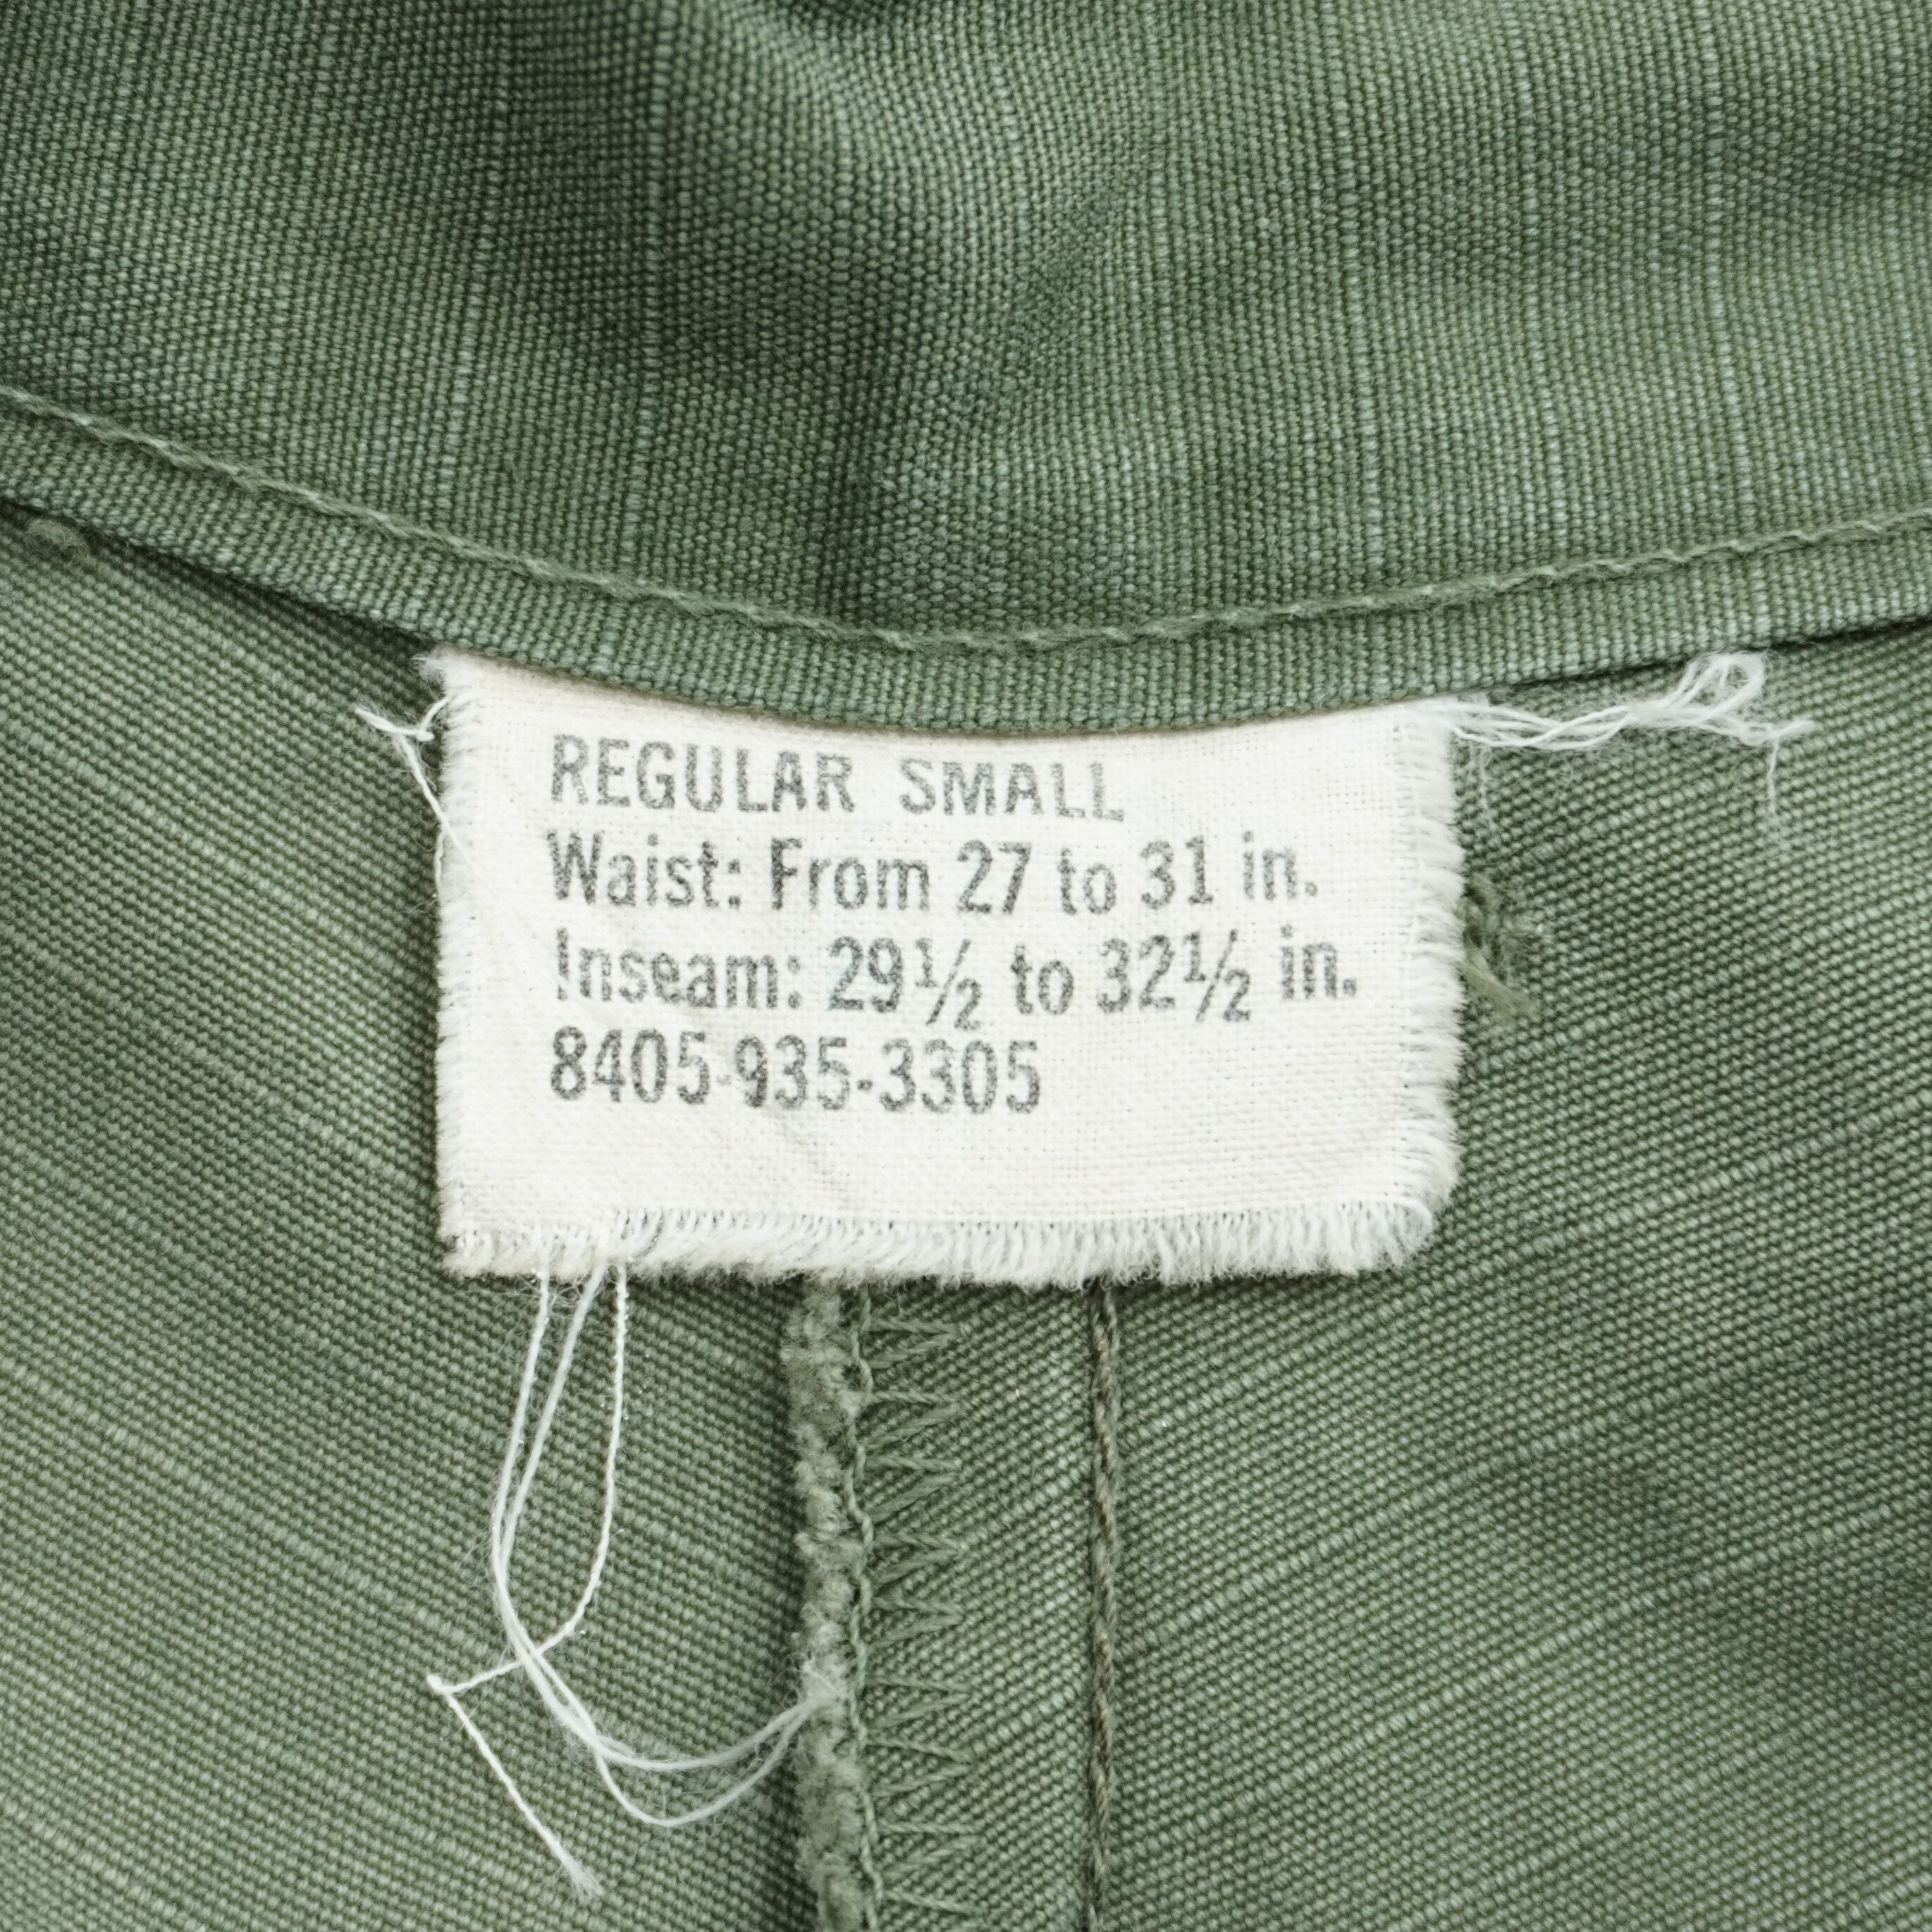 REGULAR SMALL
Waist: From 27 to 31 in.
Inseam: 29½ to 32½ in.
8405-935-3305